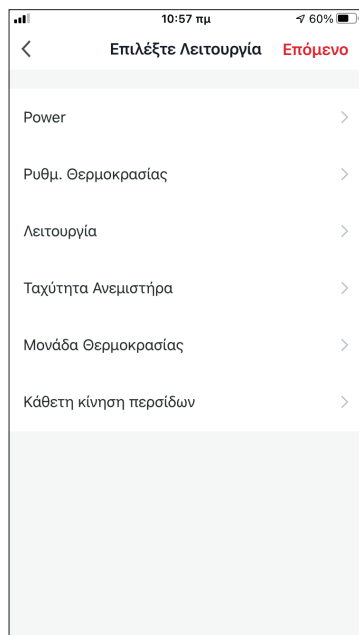 10:57 πμ 60%
Επιλέξτε Λειτουργία Επόμενο
Power
Ρυθμ. Θερμοκρασίας
Λειτουργία
Ταχύτητα Ανεμιστήρα
Μονάδα Θερμοκρασίας
Κάθετη κίνηση περσίδων